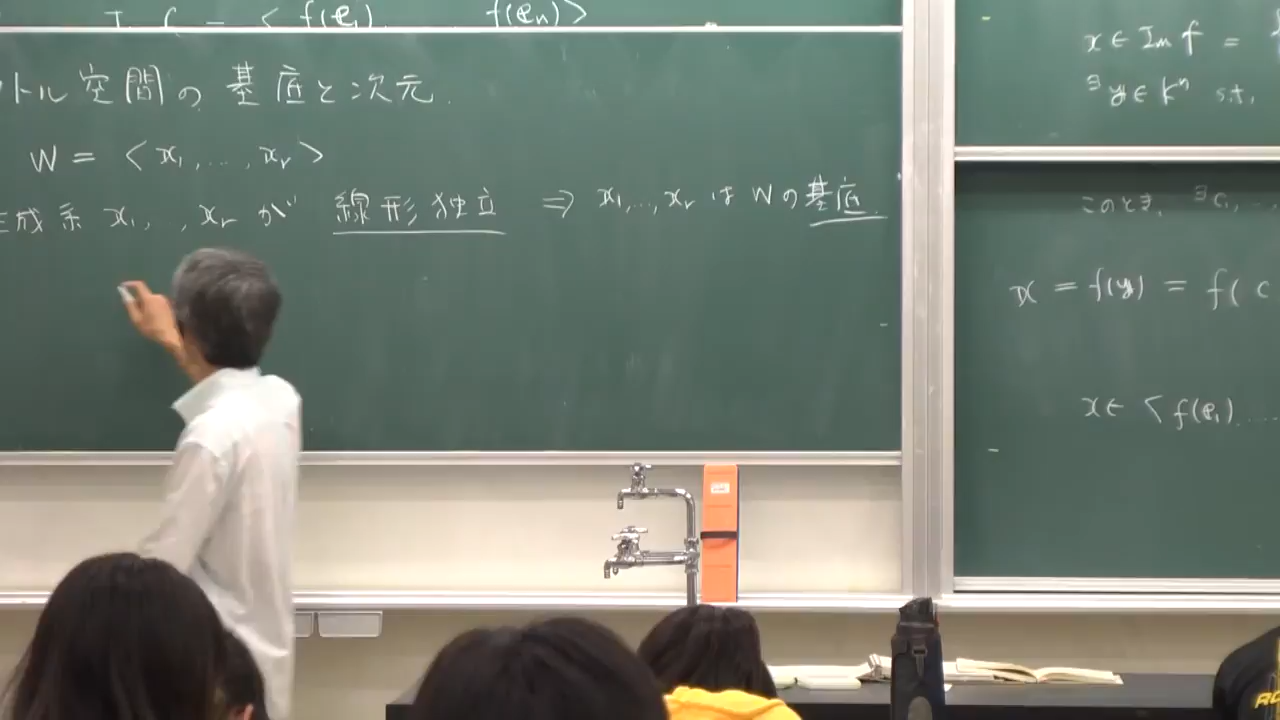 = < f(e₁) f(eₙ) >
トル空間の基底と次元.
W = < x₁, ..., xᵣ >
成系 x₁, , xᵣ が 線形独立 ⇒ x₁, ..., xᵣ は Wの基底
x ∈ Im f =
∃y ∈ Kⁿ s.t.
このとき、 ∃c₁, ...
x = f(y) = f( c
x ∈ < f(e₁) ....